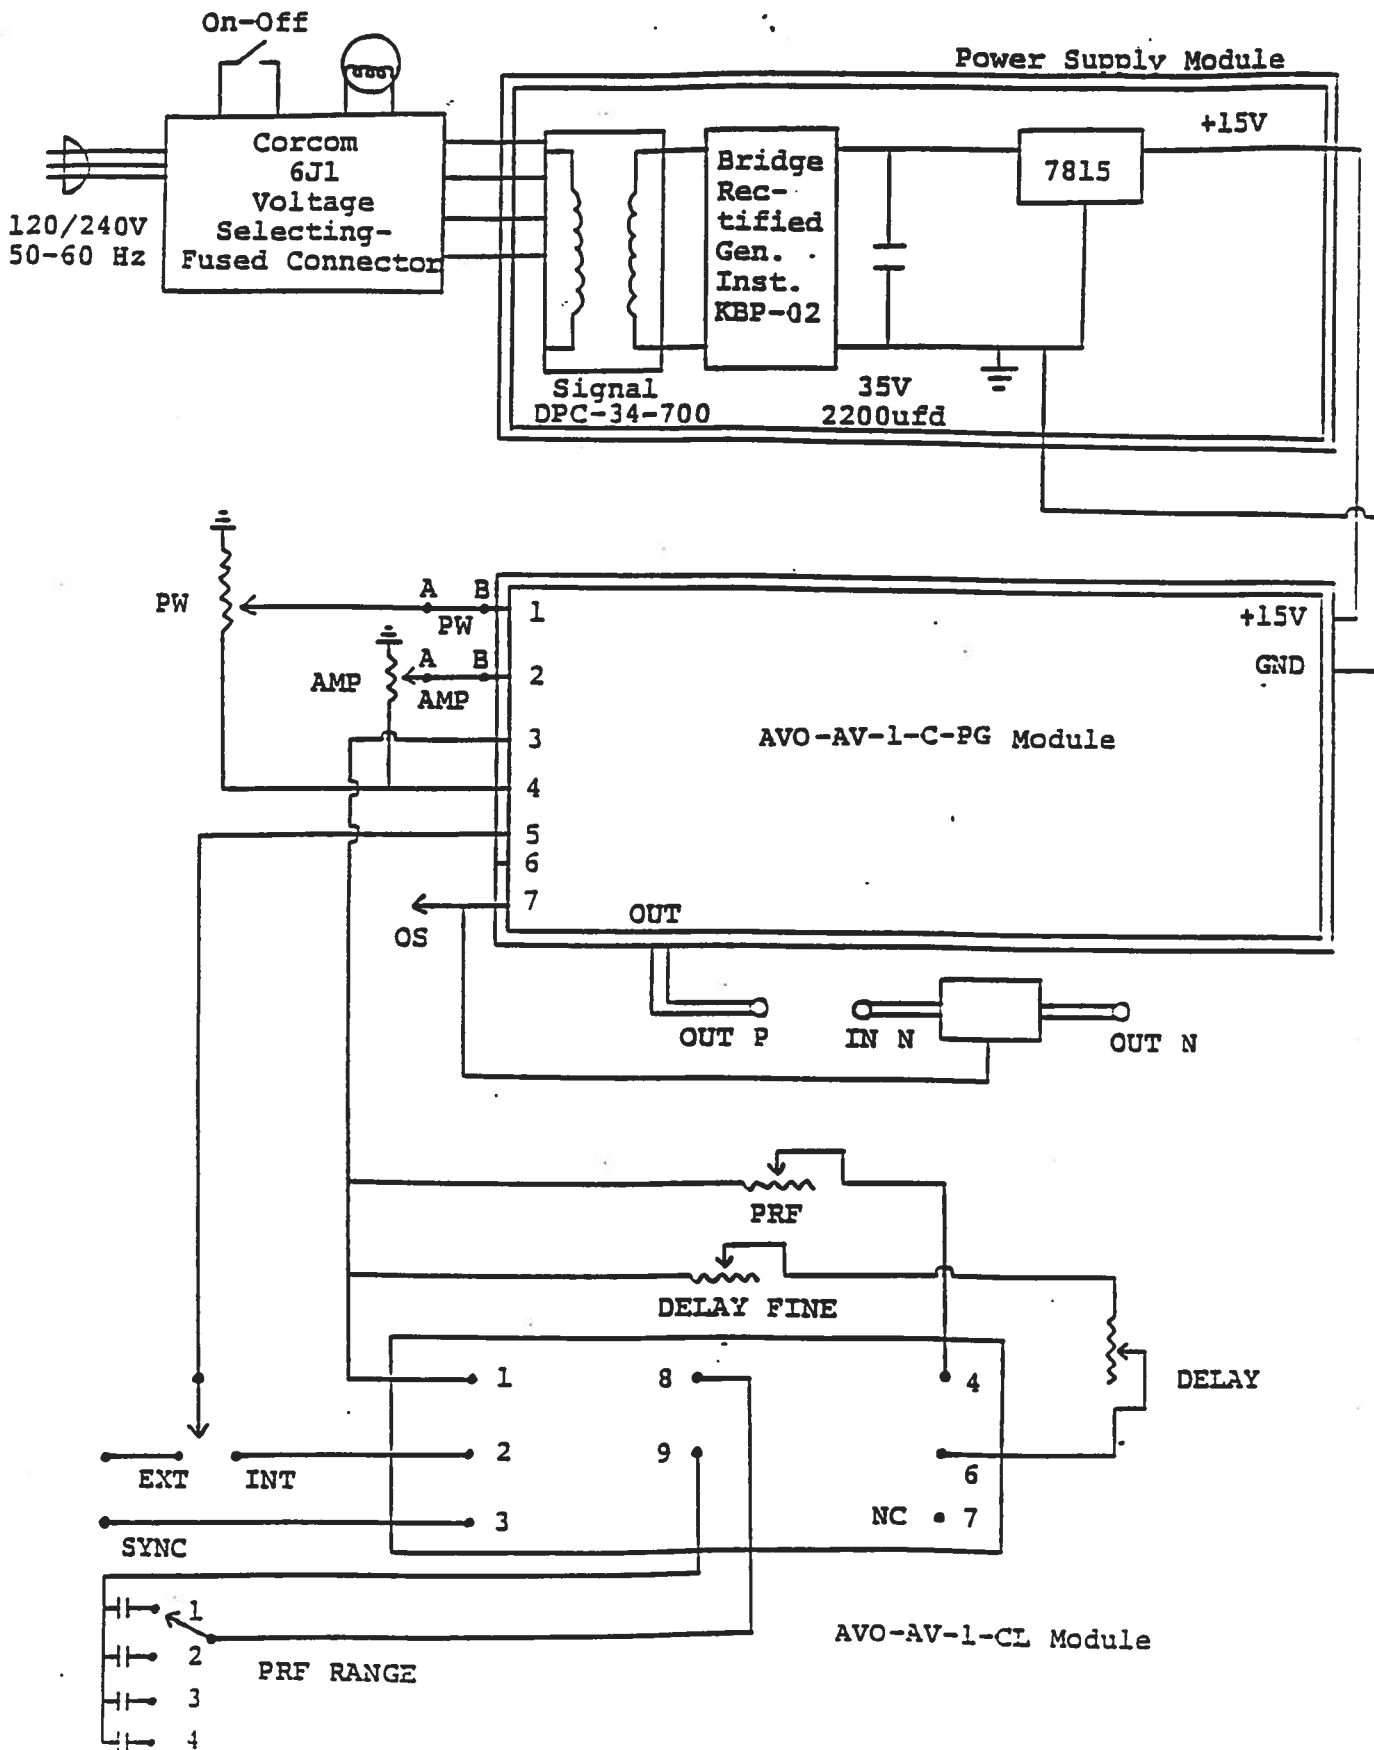 On-Off
Power Supply Module
Corcom
6J1
Voltage
Selecting-
Fused Connector
120/240V
50-60 Hz
Bridge
Rec-
tified
Gen.
Inst.
KBP-02
7815
+15V
Signal
DPC-34-700
35V
2200ufd
PW
A B
PW
1
+15V
AMP
A B
AMP
2
GND
3
AVO-AV-1-C-PG Module
4
5
6
7
OS
OUT
OUT P
IN N
OUT N
PRF
DELAY FINE
DELAY
1
8
4
EXT
INT
2
9
6
SYNC
3
NC
7
1
2
3
4
PRF RANGE
AVO-AV-1-CL Module